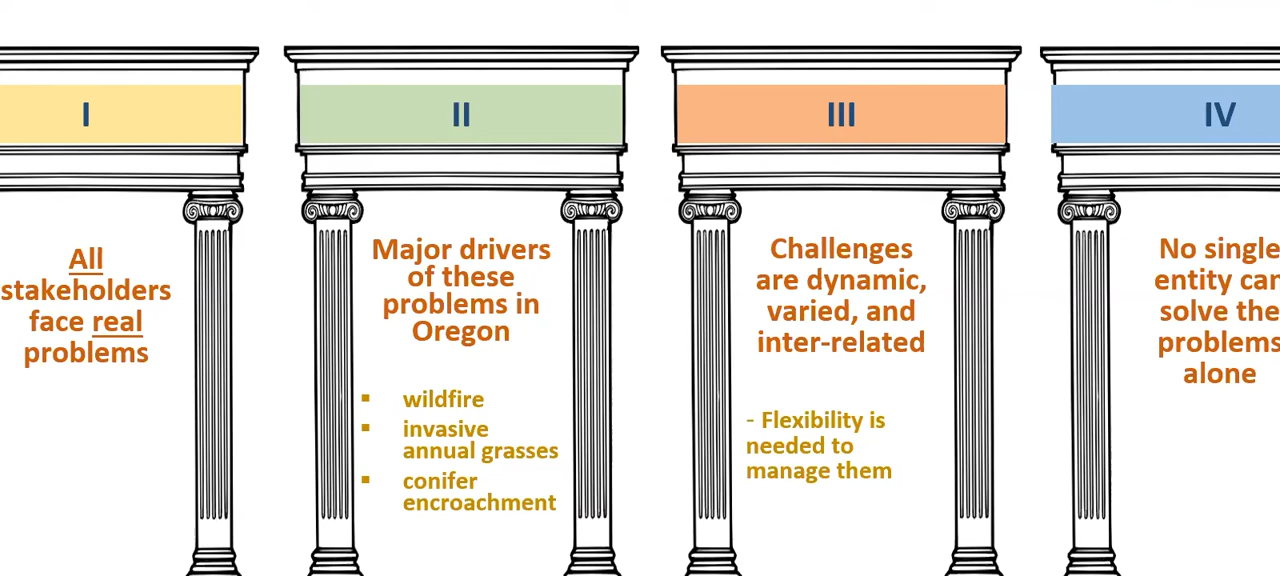 I
All
stakeholders
face real
problems
II
Major drivers
of these
problems in
Oregon
▪ wildfire
▪ invasive
annual grasses
▪ conifer
encroachment
III
Challenges
are dynamic,
varied, and
inter-related
- Flexibility is
needed to
manage them
IV
No single
entity can
solve the
problems
alone